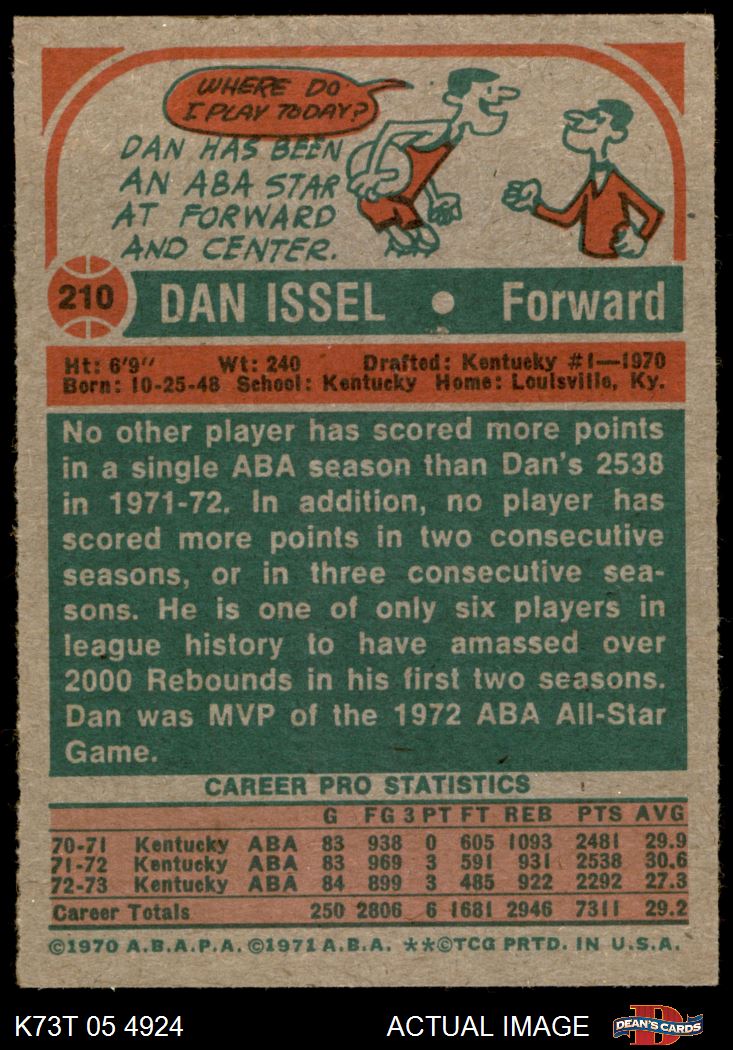 WHERE DO
I PLAY TODAY?
DAN HAS BEEN
AN ABA STAR
AT FORWARD
AND CENTER.
210 DAN ISSEL • Forward
Ht: 6'9" Wt: 240 Drafted: Kentucky #1—1970
Born: 10-25-48 School: Kentucky Home: Louisville, Ky.
No other player has scored more points
in a single ABA season than Dan's 2538
in 1971-72. In addition, no player has
scored more points in two consecutive
seasons, or in three consecutive sea-
sons. He is one of only six players in
league history to have amassed over
2000 Rebounds in his first two seasons.
Dan was MVP of the 1972 ABA All-Star
Game.
CAREER PRO STATISTICS
G FG 3 PT FT REB PTS AVG
70-71 Kentucky ABA 83 938 0 605 1093 2481 29.9
71-72 Kentucky ABA 83 969 3 591 931 2538 30.6
72-73 Kentucky ABA 84 899 3 485 922 2292 27.3
Career Totals 250 2806 6 1681 2946 7311 29.2
©1970 A.B.A.P.A. ©1971 A.B.A. **©TCG PRTD. IN U.S.A.
K73T 05 4924 ACTUAL IMAGE DEAN'S CARDS